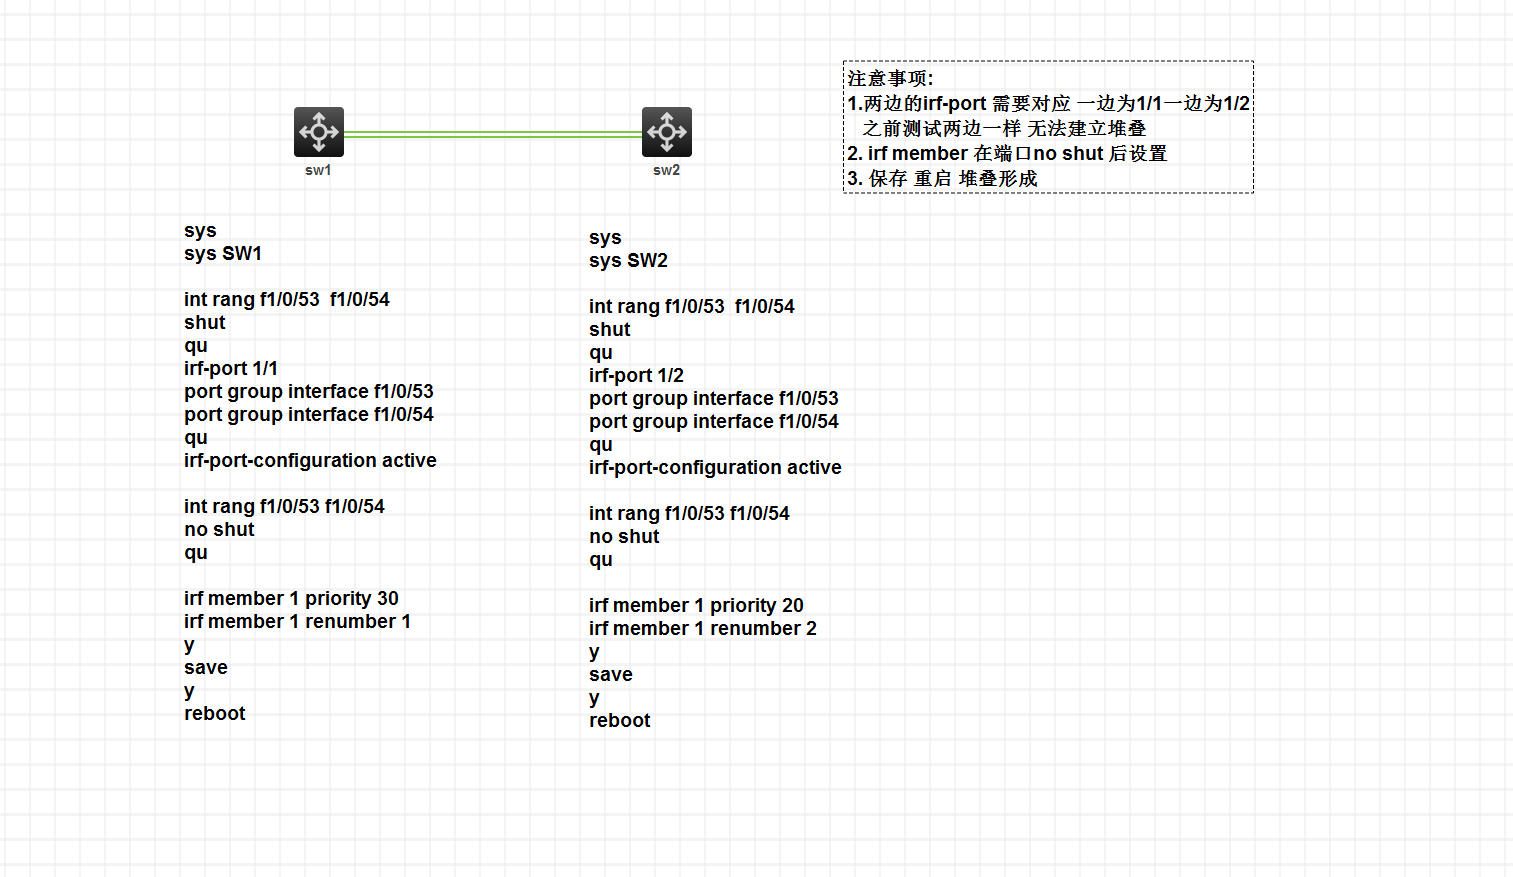 sw1
sw2
注意事项:
1.两边的irf-port 需要对应 一边为1/1一边为1/2
之前测试两边一样 无法建立堆叠
2. irf member 在端口no shut 后设置
3. 保存 重启 堆叠形成
sys
sys SW1
int rang f1/0/53  f1/0/54
shut
qu
irf-port 1/1
port group interface f1/0/53
port group interface f1/0/54
qu
irf-port-configuration active
int rang f1/0/53 f1/0/54
no shut
qu
irf member 1 priority 30
irf member 1 renumber 1
y
save
y
reboot
sys
sys SW2
int rang f1/0/53  f1/0/54
shut
qu
irf-port 1/2
port group interface f1/0/53
port group interface f1/0/54
qu
irf-port-configuration active
int rang f1/0/53 f1/0/54
no shut
qu
irf member 1 priority 20
irf member 1 renumber 2
y
save
y
reboot